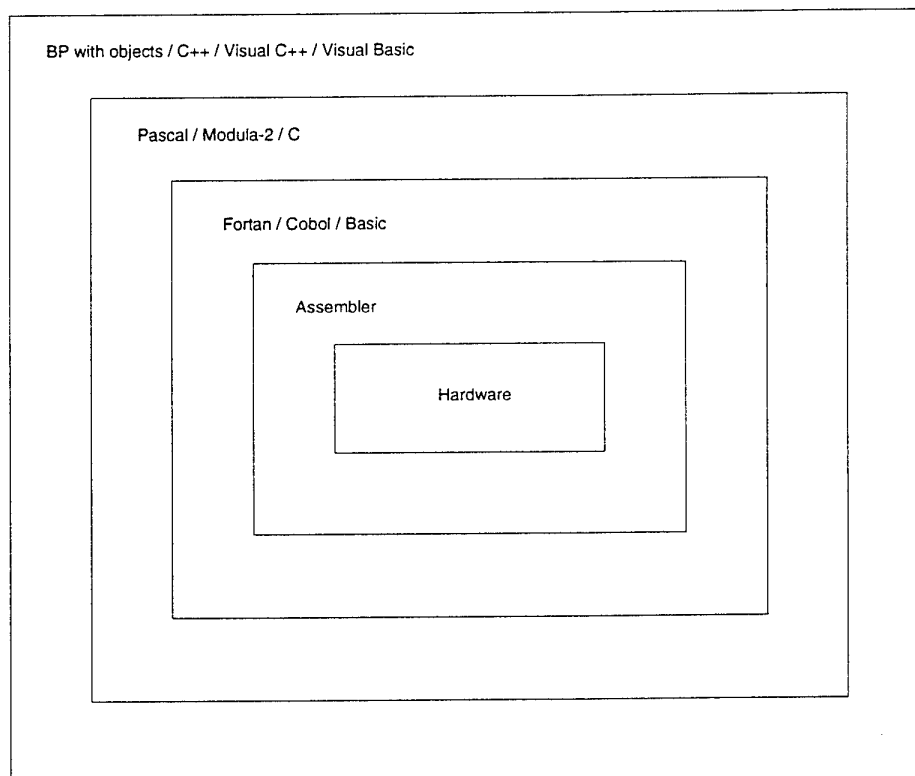 BP with objects / C++ / Visual C++ / Visual Basic
Pascal / Modula-2 / C
Fortan / Cobol / Basic
Assembler
Hardware